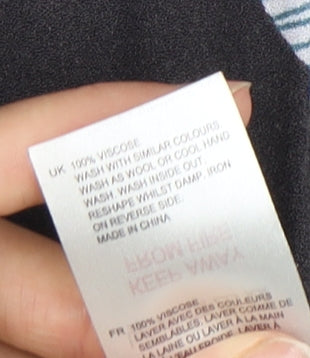 UK 100% VISCOSE
WASH WITH SIMILAR COLOURS
WASH AS WOOL OR COOL HAND
WASH. WASH INSIDE OUT
RESHAPE WHILST DAMP, IRON
ON REVERSE SIDE.
MADE IN CHINA
KEEP AWAY
FROM FIRE
FR 100% VISCOSE
LAVER AVEC DES COULEURS
SEMBLABLES. LAVER COMME DE
LA LAINE OU LAVER À LA MAIN
LAVER À